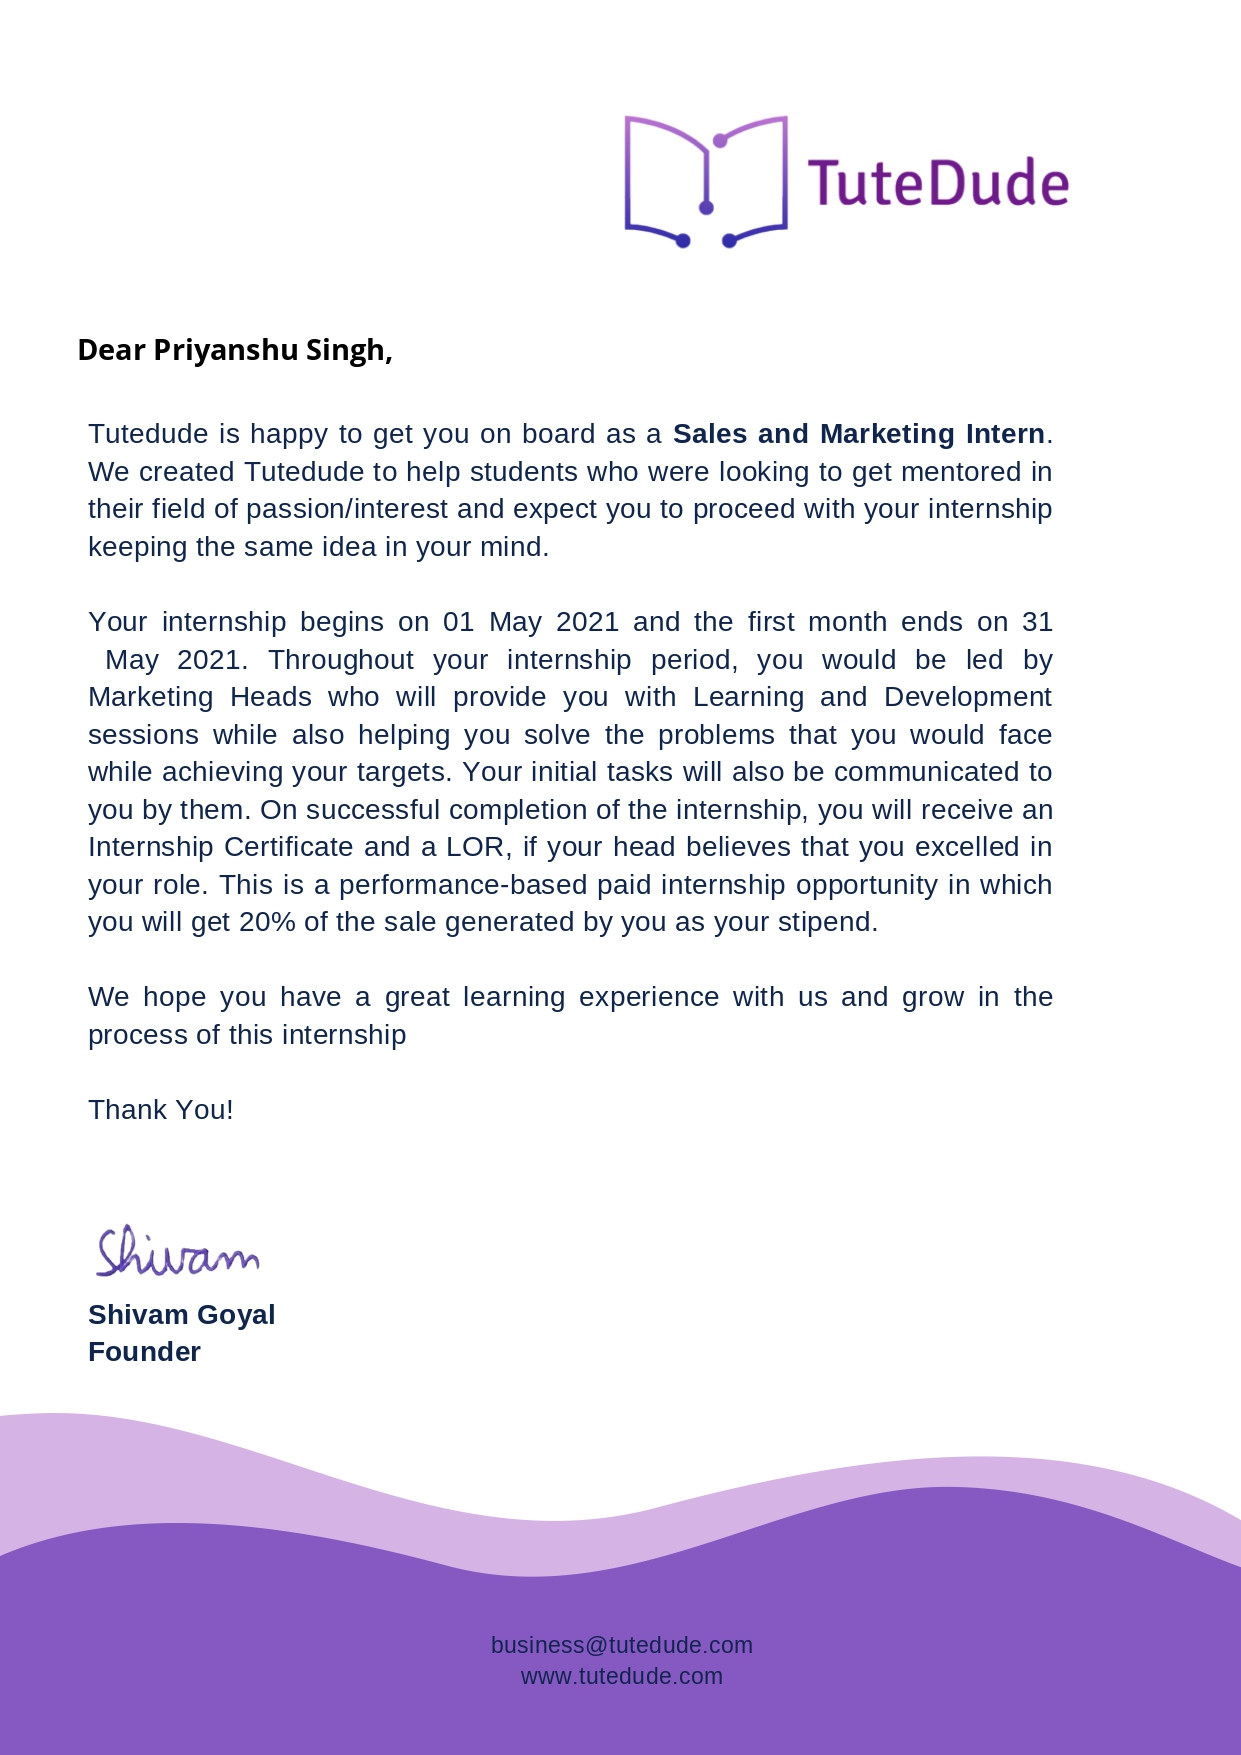 TuteDude
Dear Priyanshu Singh,
Tutedude is happy to get you on board as a Sales and Marketing Intern.
We created Tutedude to help students who were looking to get mentored in
their field of passion/interest and expect you to proceed with your internship
keeping the same idea in your mind.
Your internship begins on 01 May 2021 and the first month ends on 31
May 2021. Throughout your internship period, you would be led by
Marketing Heads who will provide you with Learning and Development
sessions while also helping you solve the problems that you would face
while achieving your targets. Your initial tasks will also be communicated to
you by them. On successful completion of the internship, you will receive an
Internship Certificate and a LOR, if your head believes that you excelled in
your role. This is a performance-based paid internship opportunity in which
you will get 20% of the sale generated by you as your stipend.
We hope you have a great learning experience with us and grow in the
process of this internship
Thank You!
Shivam
Shivam Goyal
Founder
business@tutedude.com
www.tutedude.com